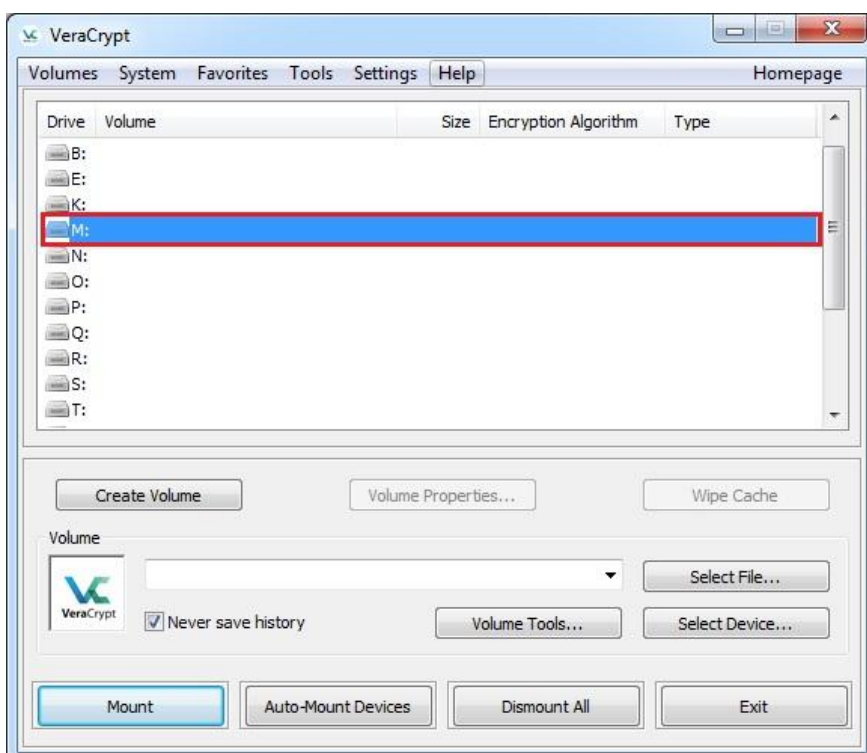 VeraCrypt
Volumes System Favorites Tools Settings Help Homepage
Drive Volume Size Encryption Algorithm Type
B:
E:
K:
M:
N:
O:
P:
Q:
R:
S:
T:
Create Volume Volume Properties... Wipe Cache
Volume
Select File...
VeraCrypt
Never save history Volume Tools... Select Device...
Mount Auto-Mount Devices Dismount All Exit